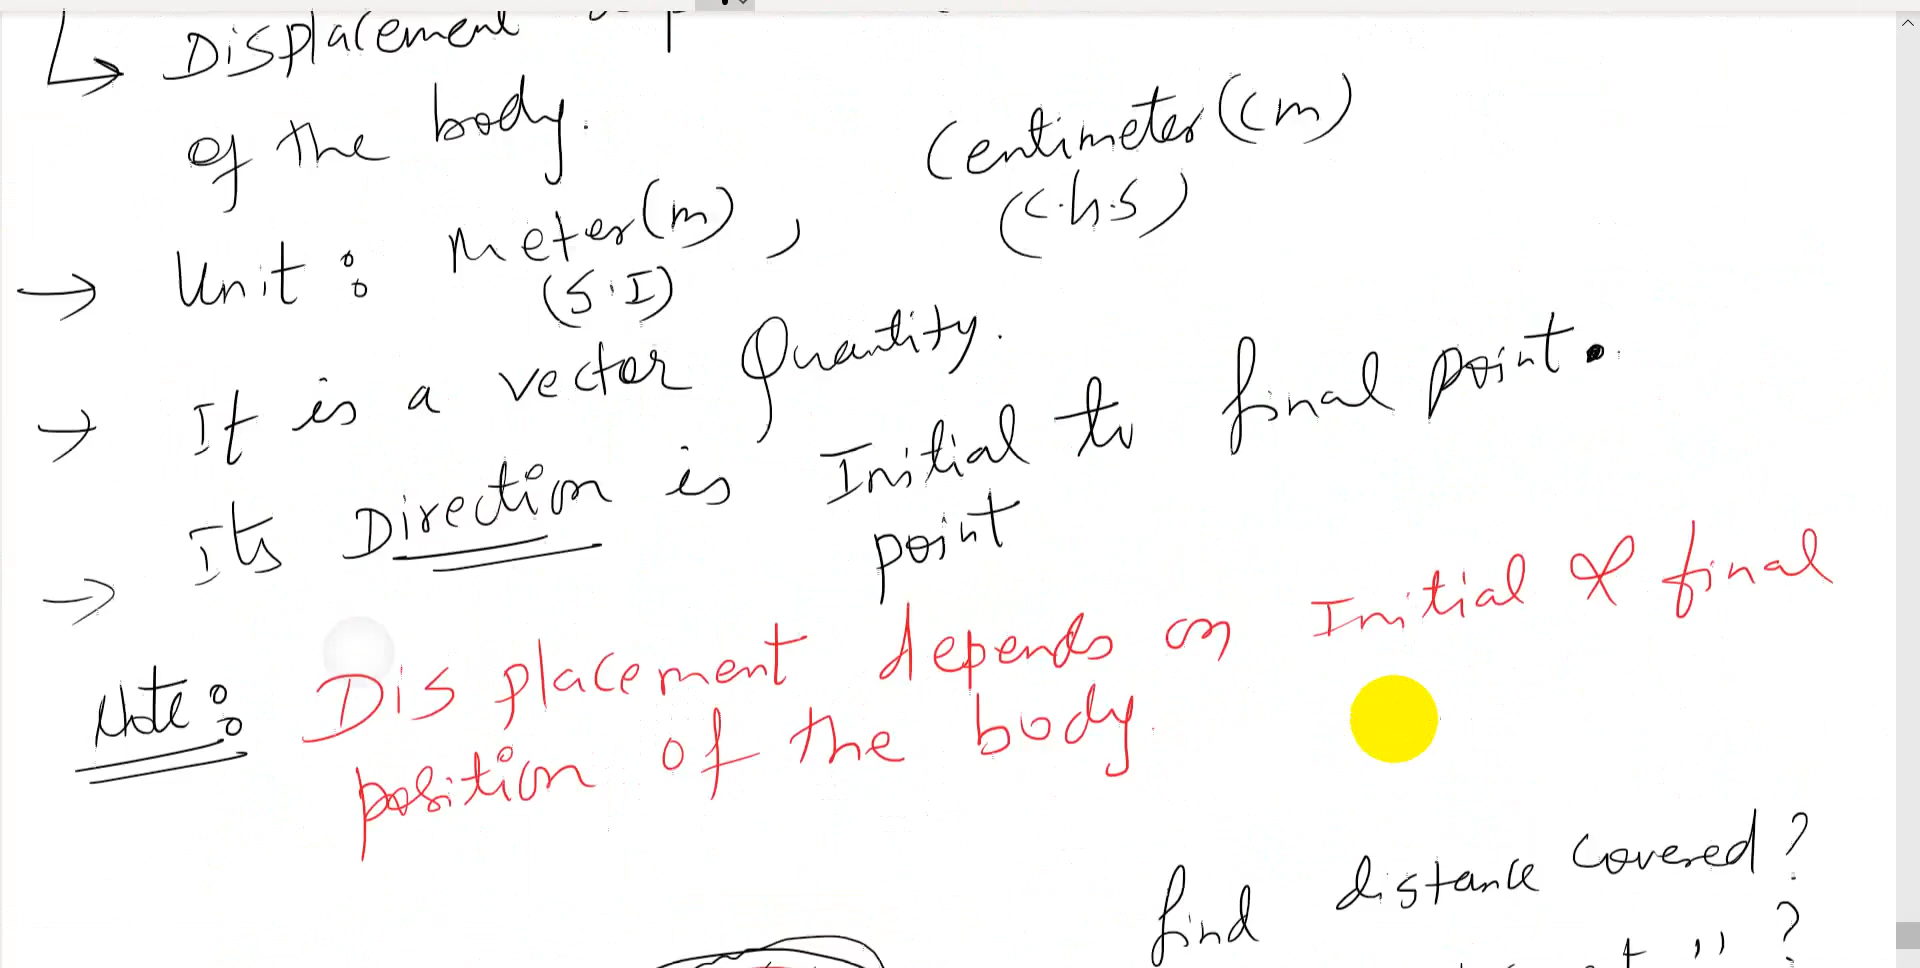 ↳ Displacement
of the body.
→ Unit : Meter (m) , Centimeter (cm)
(S.I) (C.h.S)
→ It is a vector Quantity.
→ Its Direction is Initial to final point.
point
Note : Displacement depends on Initial & final
position of the body.
find distance covered ?
" ?